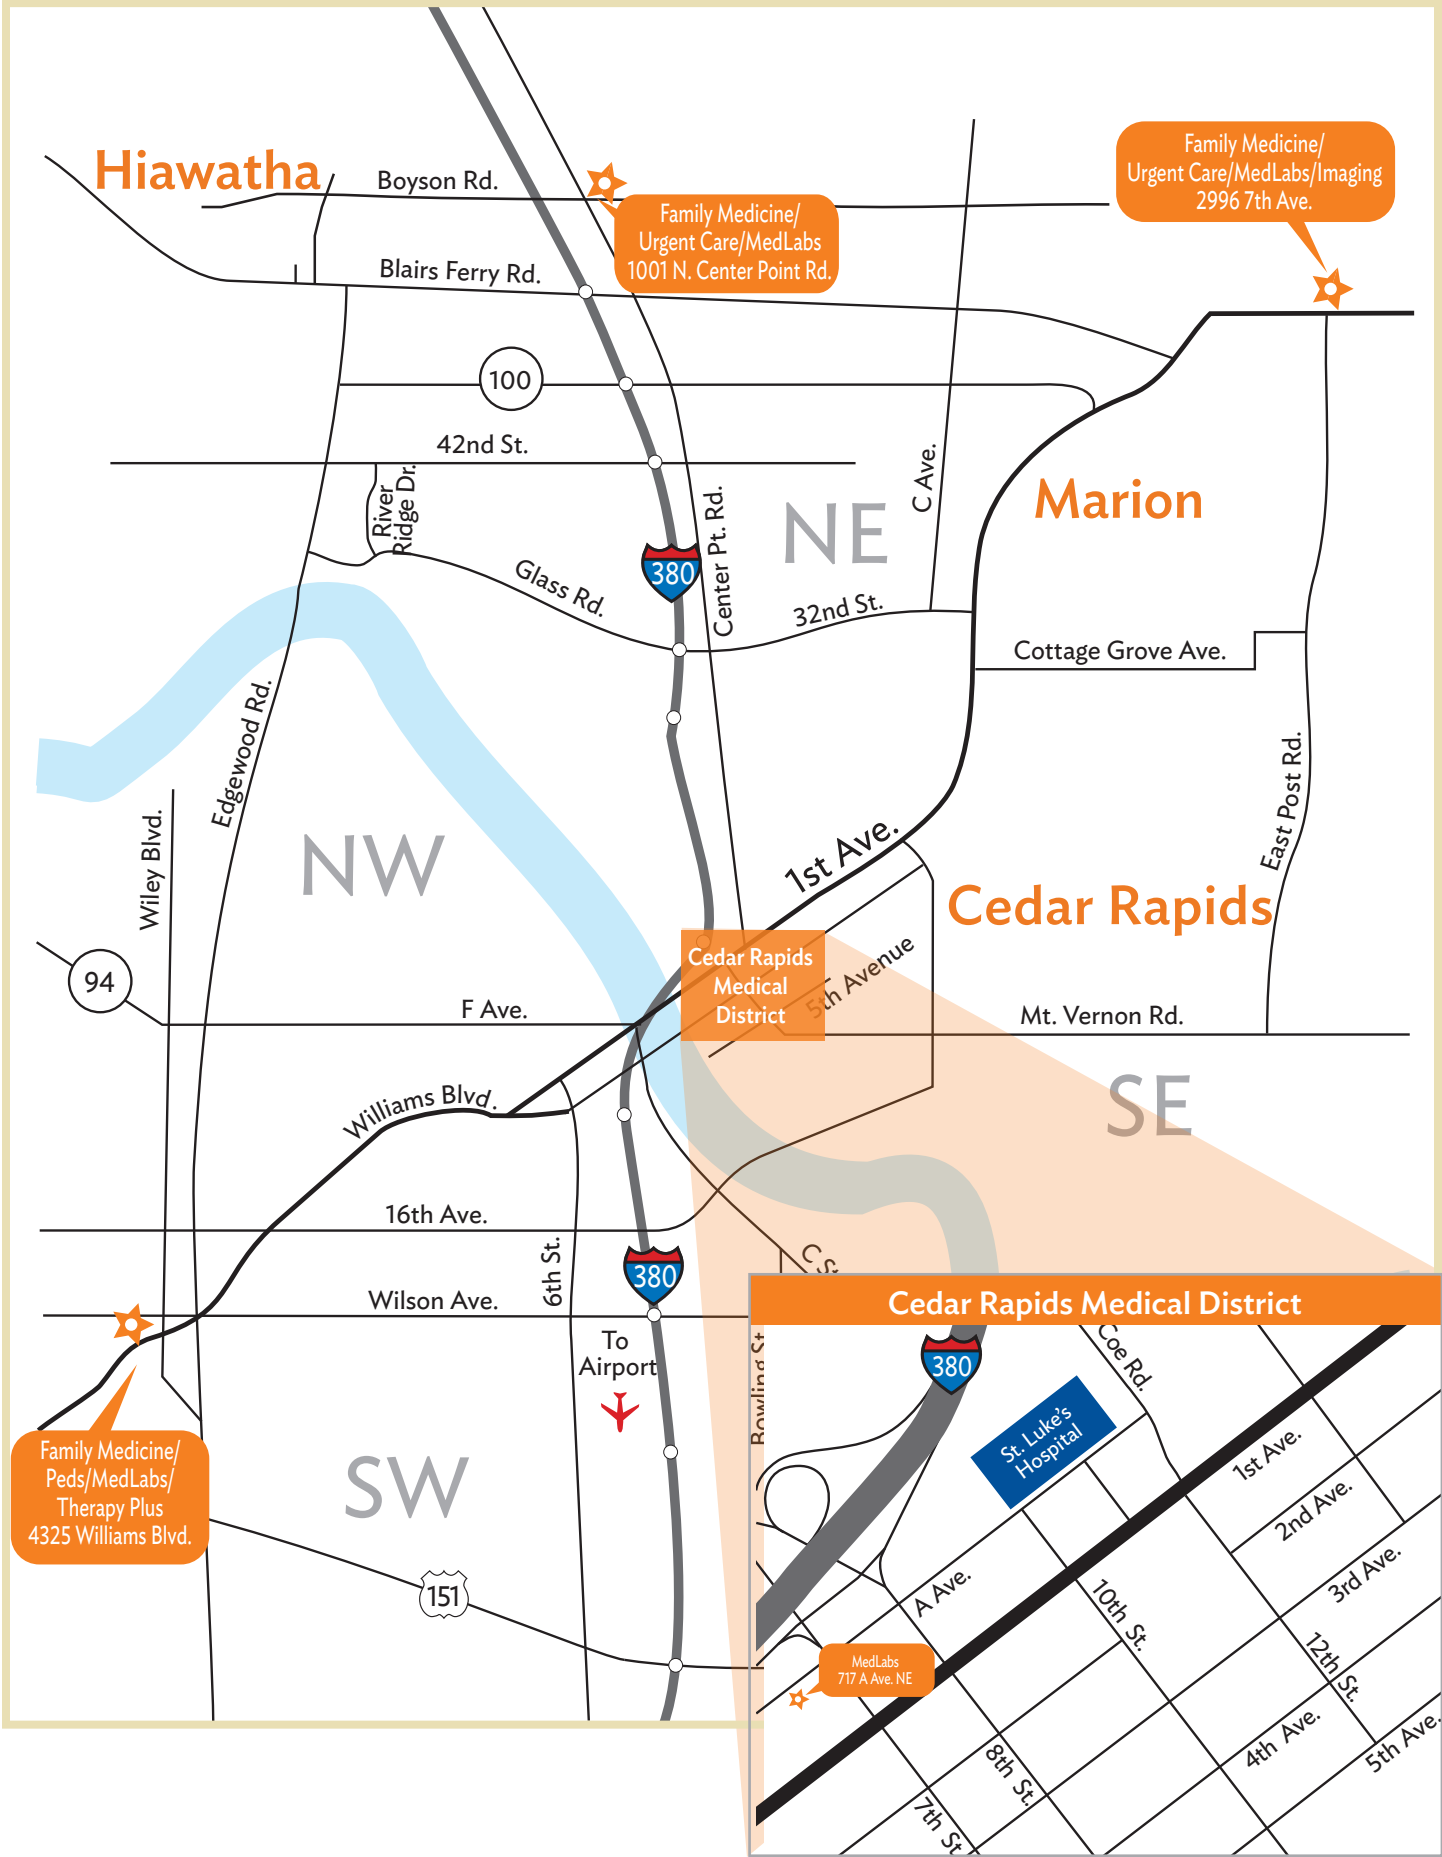 Hiawatha
Boyson Rd.
Family Medicine/
Urgent Care/MedLabs/Imaging
2996 7th Ave.
Family Medicine/
Urgent Care/MedLabs
1001 N. Center Point Rd.
Blairs Ferry Rd.
100
42nd St.
River
Ridge Dr.
C Ave.
Marion
NE
380
Center Pt. Rd.
Glass Rd.
32nd St.
Cottage Grove Ave.
Edgewood Rd.
East Post Rd.
Wiley Blvd.
NW
1st Ave.
Cedar Rapids
94
Cedar Rapids
Medical
District
5th Avenue
F Ave.
Mt. Vernon Rd.
SE
Williams Blvd.
16th Ave.
6th St.
C St.
380
Wilson Ave.
To
Airport
Bowling St.
Family Medicine/
Peds/MedLabs/
Therapy Plus
4325 Williams Blvd.
SW
151
Cedar Rapids Medical District
380
Coe Rd.
St. Luke's
Hospital
1st Ave.
2nd Ave.
3rd Ave.
A Ave.
10th St.
12th St.
MedLabs
717 A Ave. NE
4th Ave.
5th Ave.
8th St.
7th St